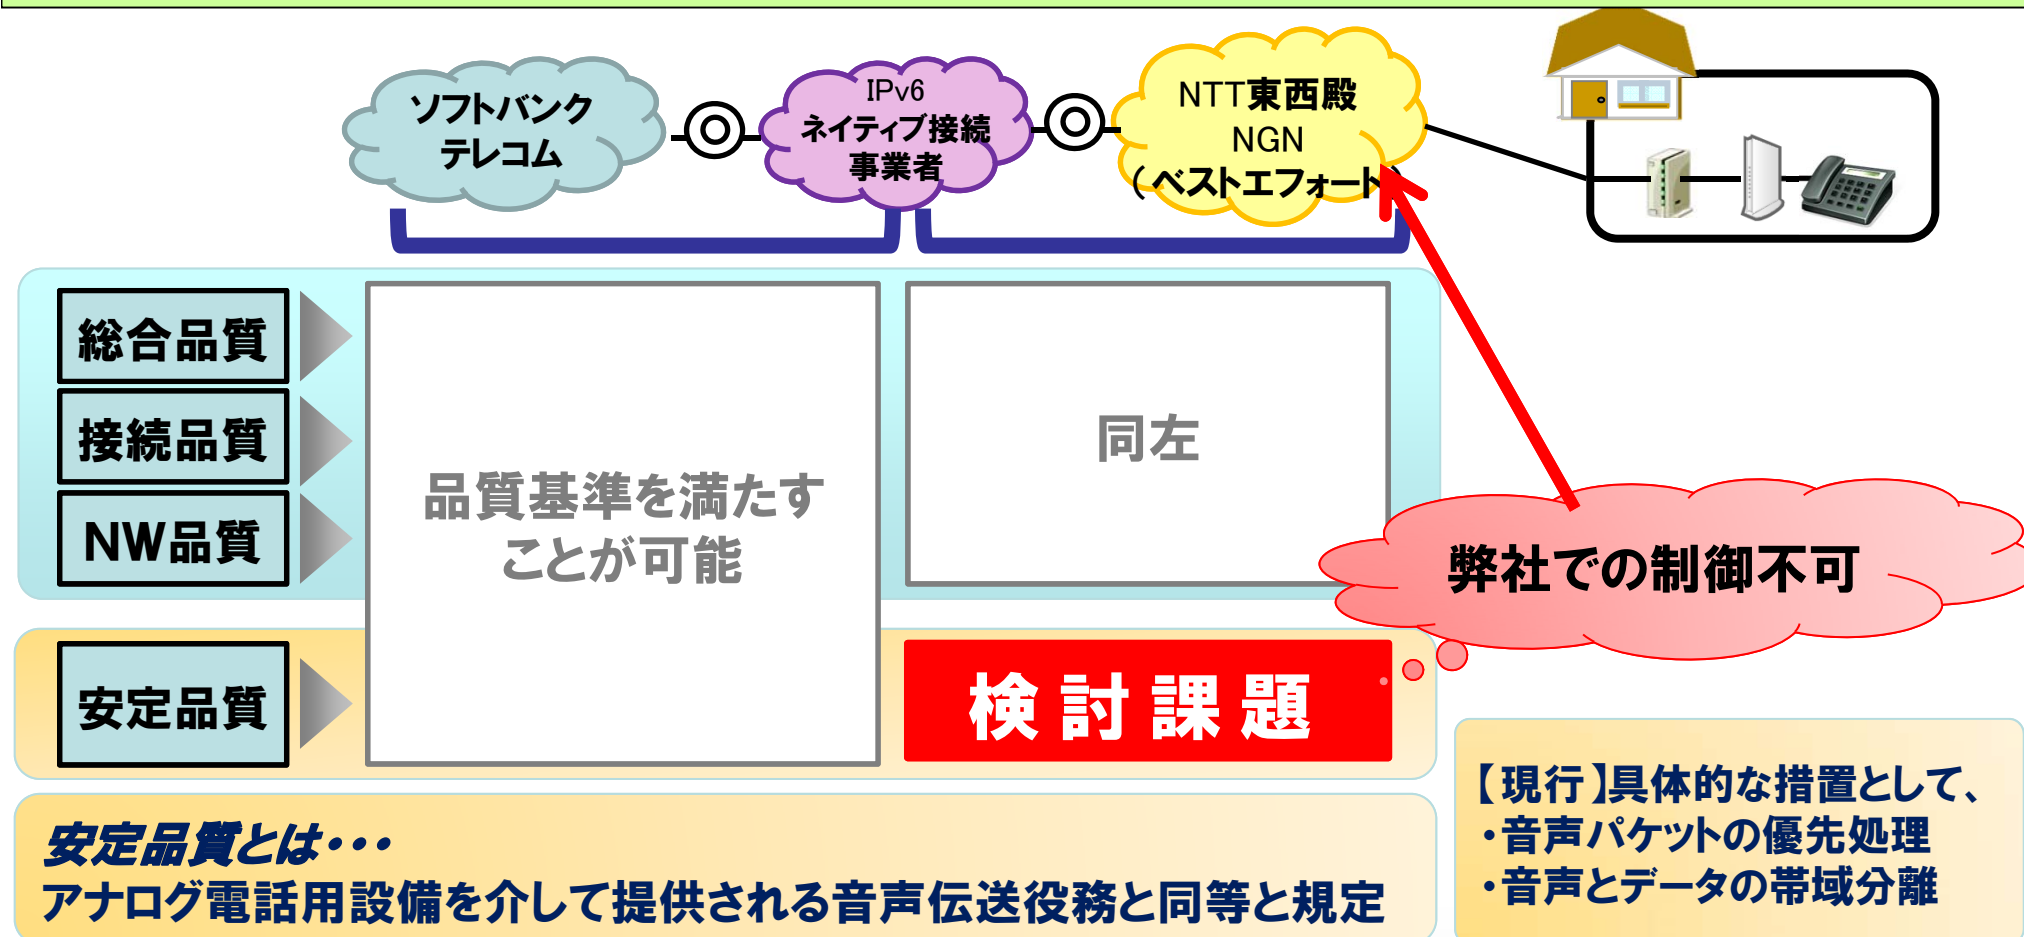 ソフトバンク
テレコム
IPv6
ネイティブ接続
事業者
NTT東西殿
NGN
(ベストエフォート)
総合品質
接続品質
NW品質
安定品質
品質基準を満たす
ことが可能
同左
検討課題
弊社での制御不可
安定品質とは・・・
アナログ電話用設備を介して提供される音声伝送役務と同等と規定
【現行】具体的な措置として、
・音声パケットの優先処理
・音声とデータの帯域分離